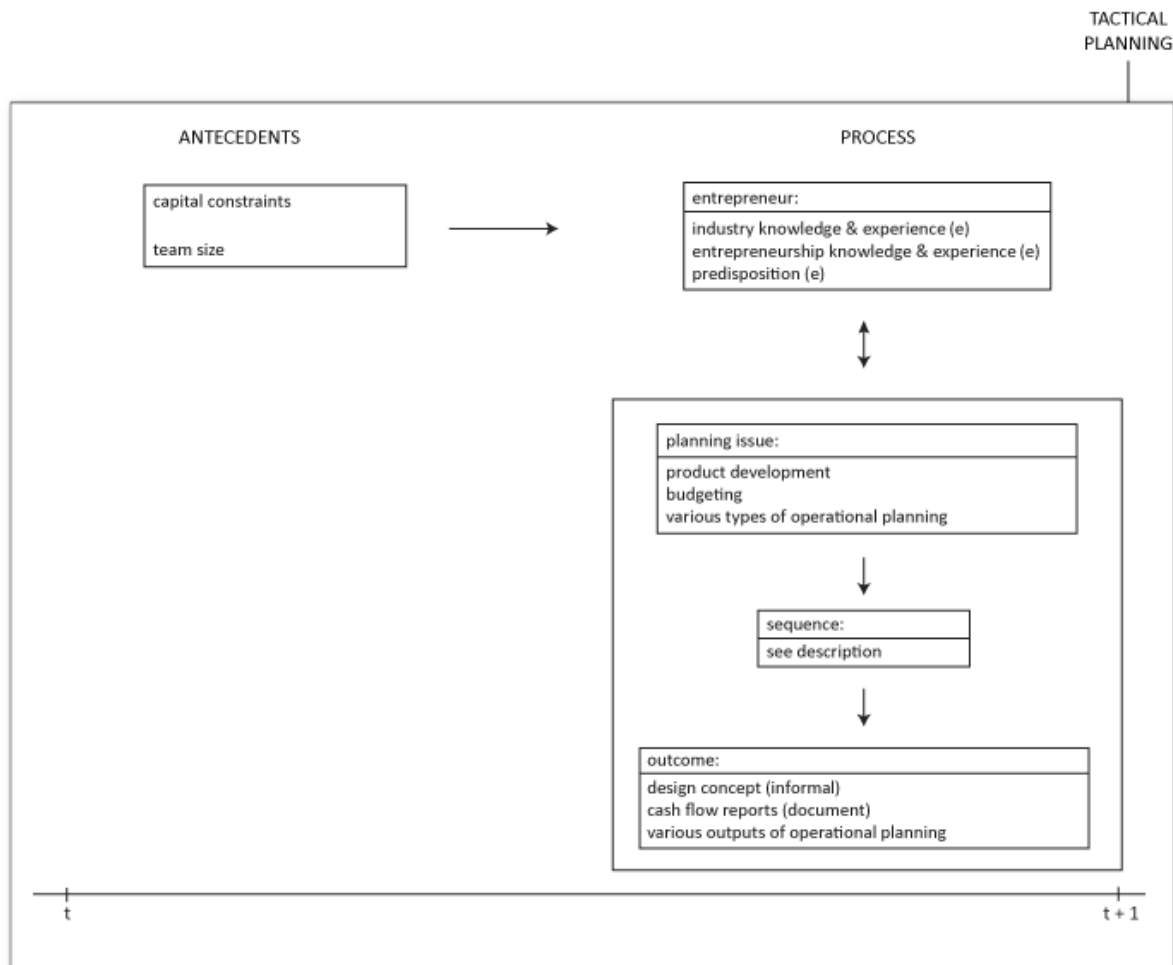 TACTICAL
PLANNING
ANTECEDENTS
PROCESS
capital constraints
team size
entrepreneur:
industry knowledge & experience (e)
entrepreneurship knowledge & experience (e)
predisposition (e)
planning issue:
product development
budgeting
various types of operational planning
sequence:
see description
outcome:
design concept (informal)
cash flow reports (document)
various outputs of operational planning
t
t + 1